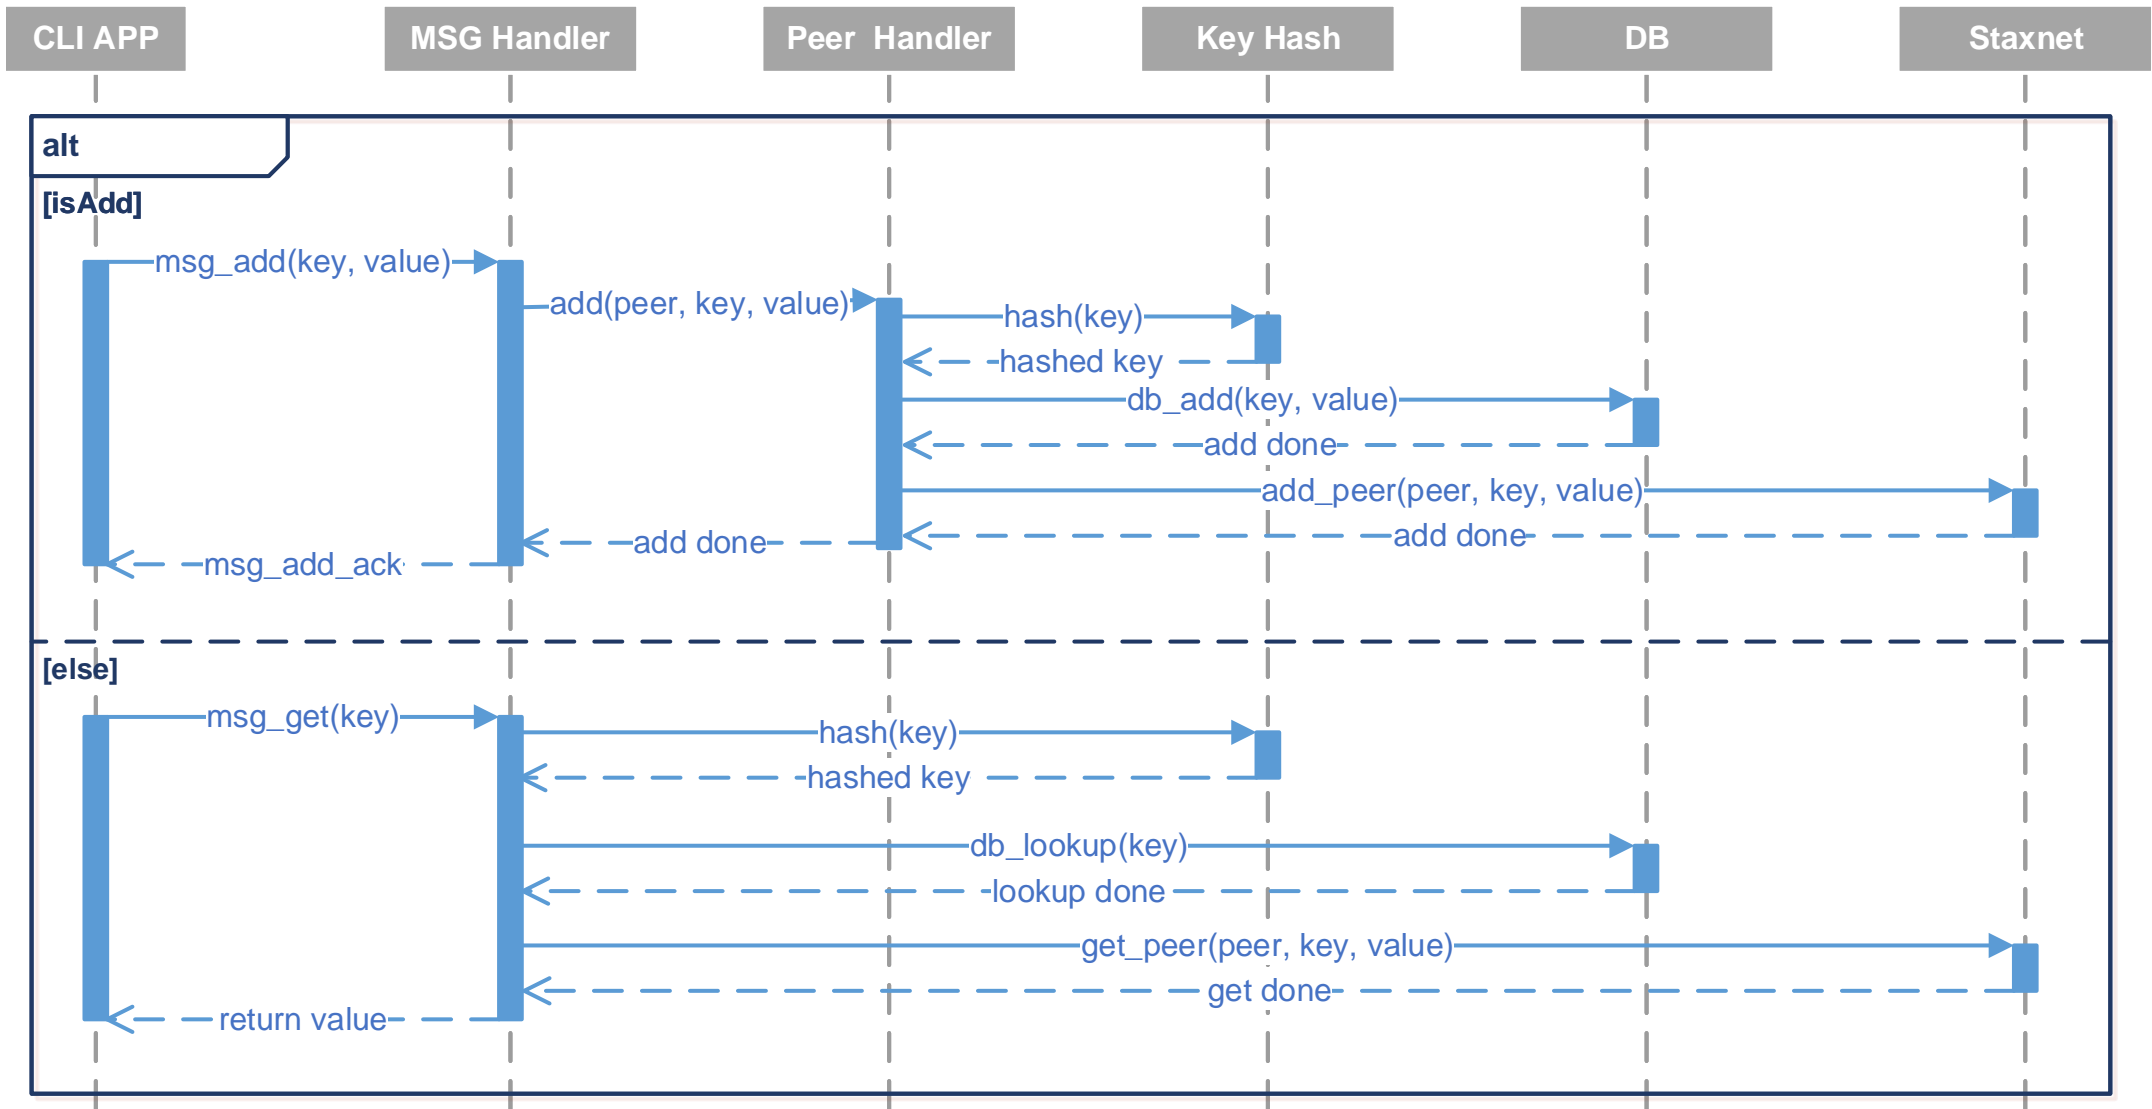 CLI APP
MSG Handler
Peer Handler
Key Hash
DB
Staxnet
alt
[isAdd]
msg_add(key, value)
add(peer, key, value)
hash(key)
hashed key
db_add(key, value)
add done
add_peer(peer, key, value)
add done
add done
msg_add_ack
[else]
msg_get(key)
hash(key)
hashed key
db_lookup(key)
lookup done
get_peer(peer, key, value)
get done
return value